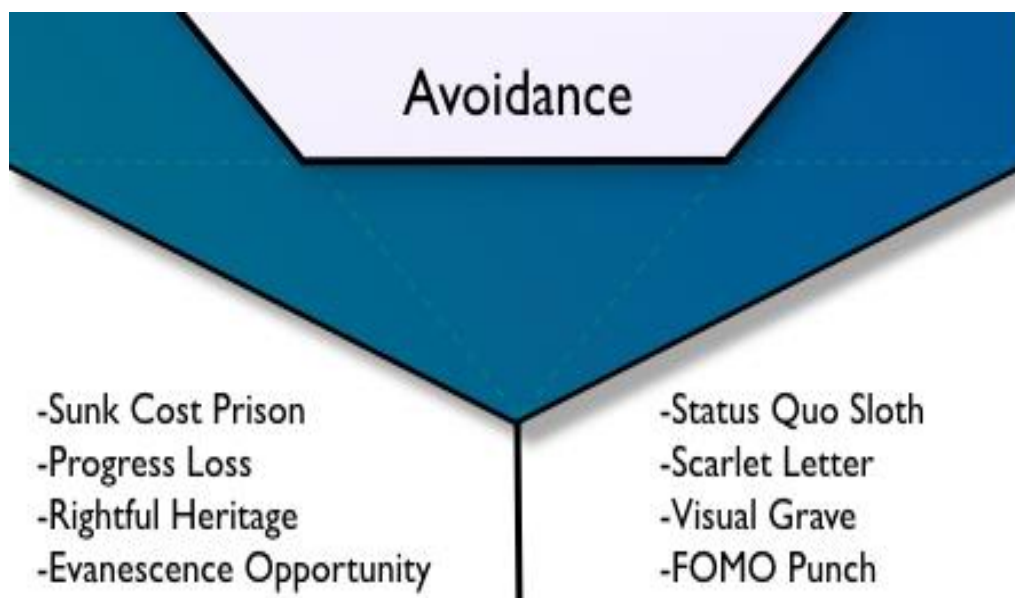 Avoidance
-Sunk Cost Prison
-Progress Loss
-Rightful Heritage
-Evanescence Opportunity
-Status Quo Sloth
-Scarlet Letter
-Visual Grave
-FOMO Punch